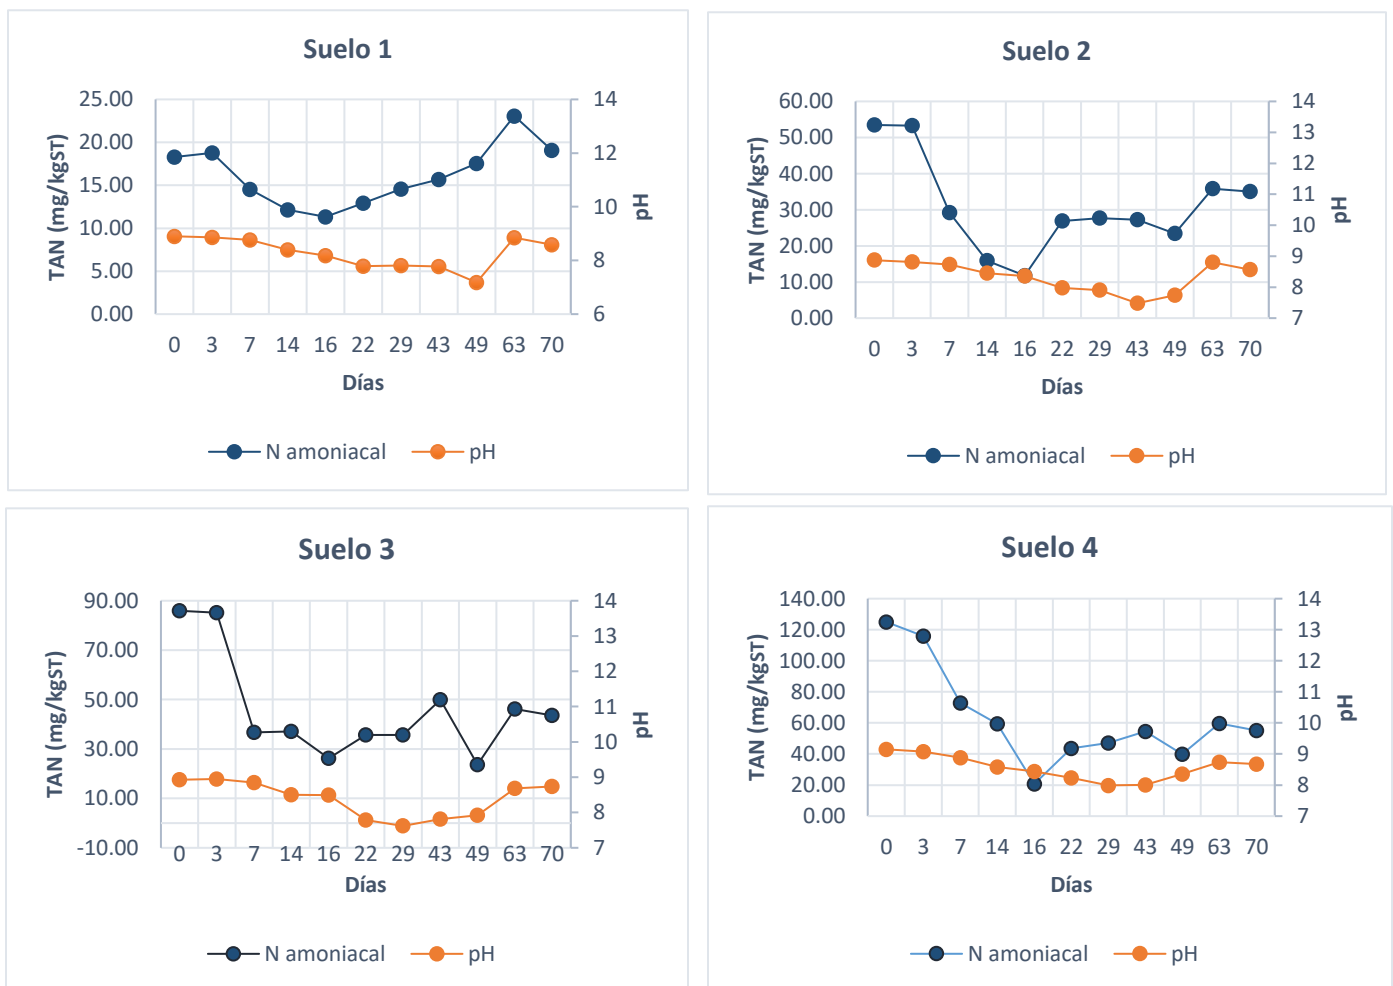 Suelo 1
25.00
20.00
15.00
10.00
5.00
0.00
TAN (mg/kgST)
14
12
10
8
6
pH
0 3 7 14 16 22 29 43 49 63 70
Días
N amoniacal pH
Suelo 2
60.00
50.00
40.00
30.00
20.00
10.00
0.00
TAN (mg/kgST)
14
13
12
11
10
9
8
7
pH
0 3 7 14 16 22 29 43 49 63 70
Días
N amoniacal pH
Suelo 3
90.00
70.00
50.00
30.00
10.00
-10.00
TAN (mg/kgST)
14
13
12
11
10
9
8
7
pH
0 3 7 14 16 22 29 43 49 63 70
Días
N amoniacal pH
Suelo 4
140.00
120.00
100.00
80.00
60.00
40.00
20.00
0.00
TAN (mg/kgST)
14
13
12
11
10
9
8
7
pH
0 3 7 14 16 22 29 43 49 63 70
Días
N amoniacal pH